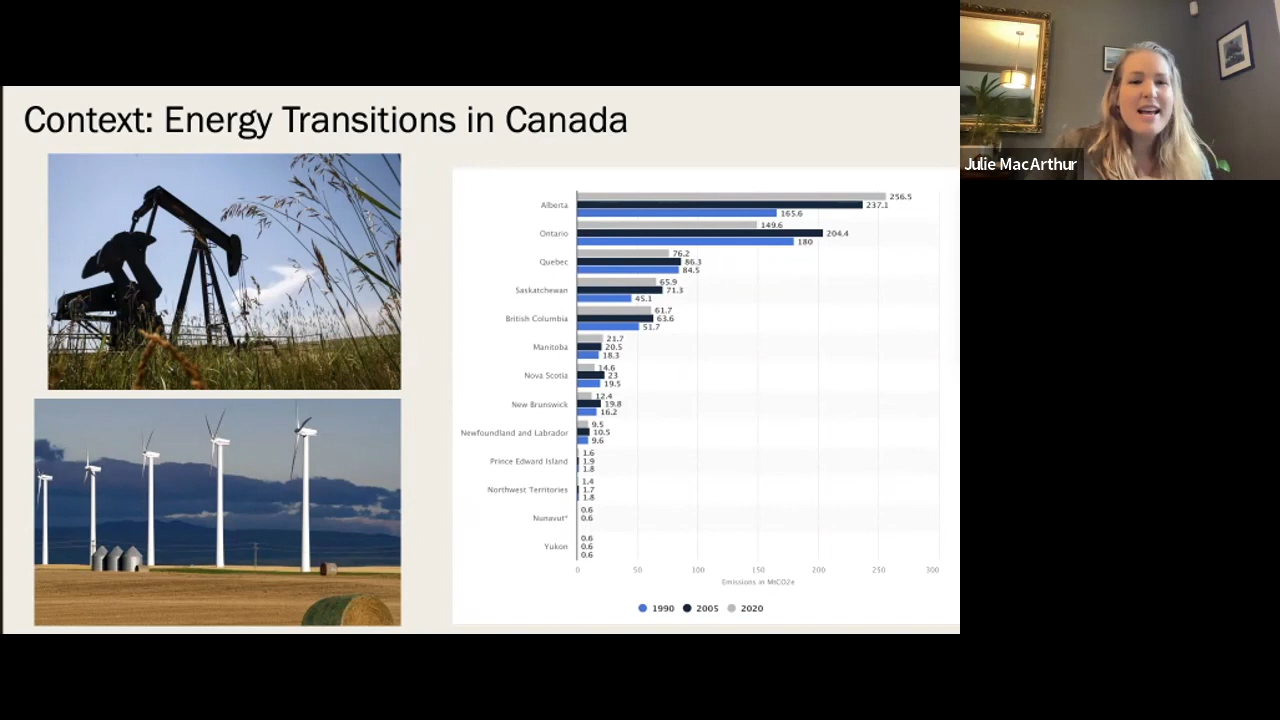 Context: Energy Transitions in Canada
Julie MacArthur
Alberta
256.5
237.1
165.6
Ontario
149.6
204.4
180
Quebec
76.2
86.3
84.5
Saskatchewan
65.9
71.3
45.1
British Columbia
61.7
63.6
51.7
Manitoba
21.7
20.5
18.3
Nova Scotia
14.6
23
19.5
New Brunswick
12.4
19.8
16.2
Newfoundland and Labrador
9.5
10.5
9.6
Prince Edward Island
1.6
1.9
1.8
Northwest Territories
1.4
1.7
1.8
Nunavut*
0.6
0.6
Yukon
0.6
0.6
0.6
0 50 100 150 200 250 300
Emissions in MtCO2e
1990 2005 2020